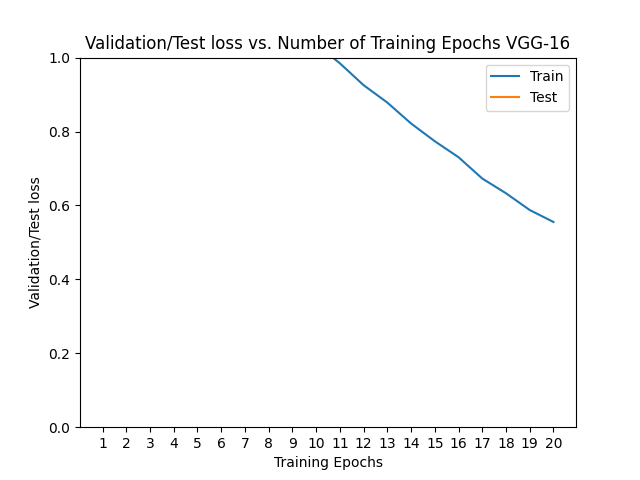 Validation/Test loss vs. Number of Training Epochs VGG-16
Train
Test
Validation/Test loss
1.0
0.8
0.6
0.4
0.2
0.0
1 2 3 4 5 6 7 8 9 10 11 12 13 14 15 16 17 18 19 20
Training Epochs